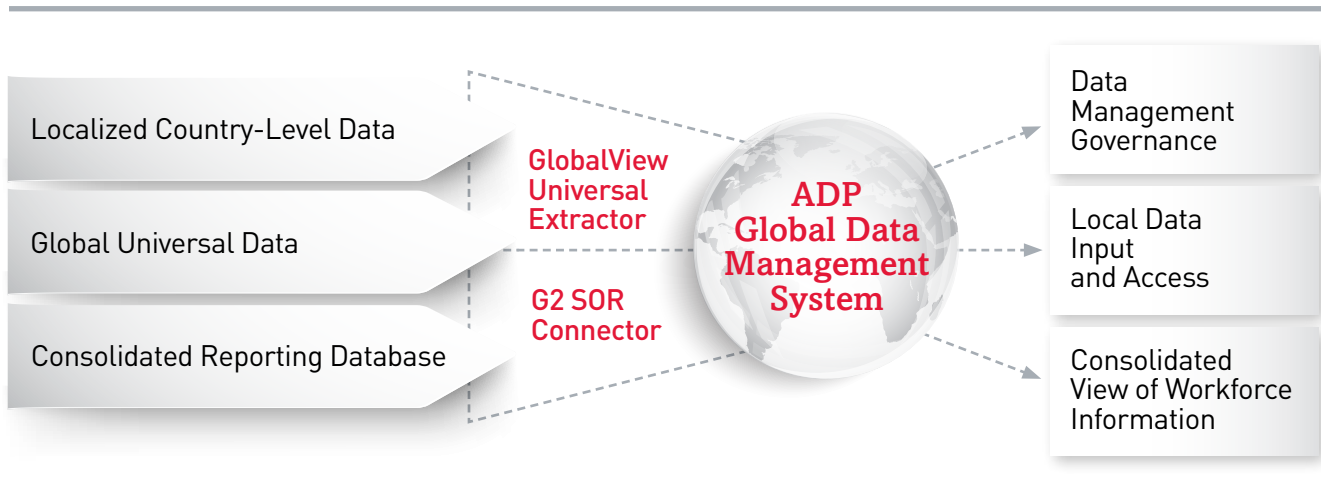 Localized Country-Level Data
Global Universal Data
Consolidated Reporting Database
GlobalView
Universal
Extractor
G2 SOR
Connector
ADP
Global Data
Management
System
Data
Management
Governance
Local Data
Input
and Access
Consolidated
View of Workforce
Information